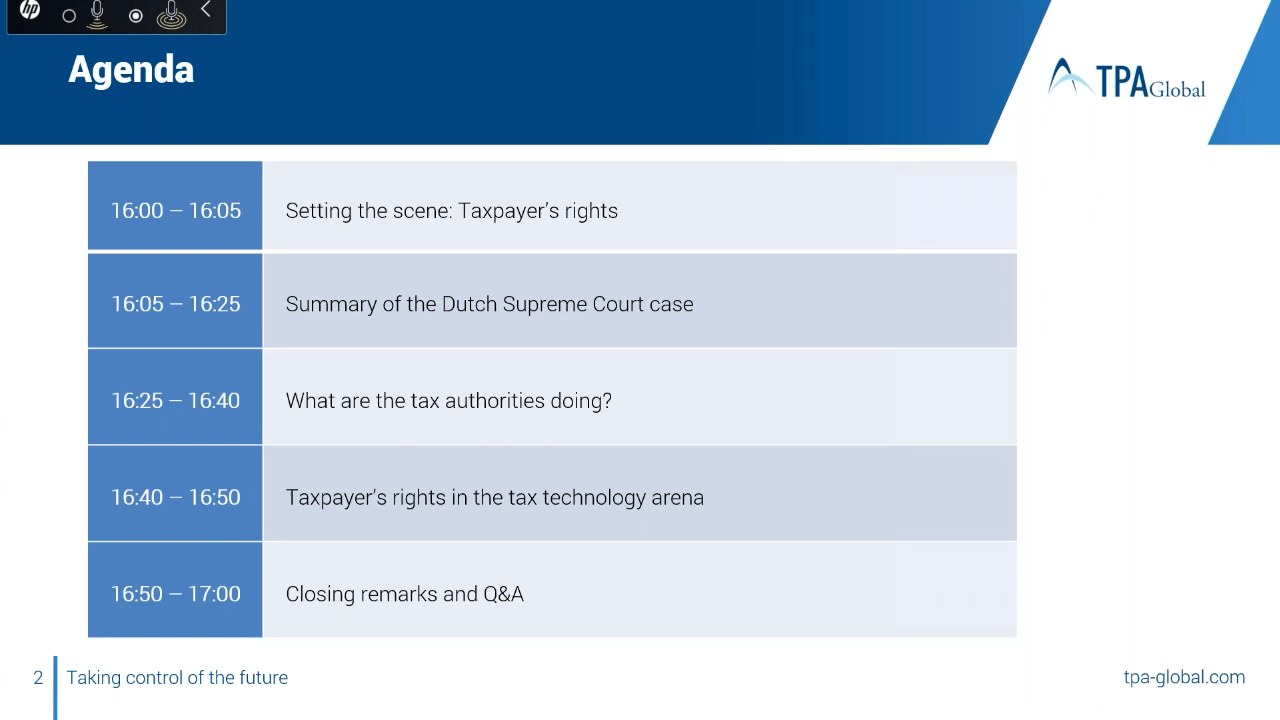 hp
Agenda
TPAGlobal
16:00 – 16:05 Setting the scene: Taxpayer's rights
16:05 – 16:25 Summary of the Dutch Supreme Court case
16:25 – 16:40 What are the tax authorities doing?
16:40 – 16:50 Taxpayer's rights in the tax technology arena
16:50 – 17:00 Closing remarks and Q&A
2 Taking control of the future
tpa-global.com